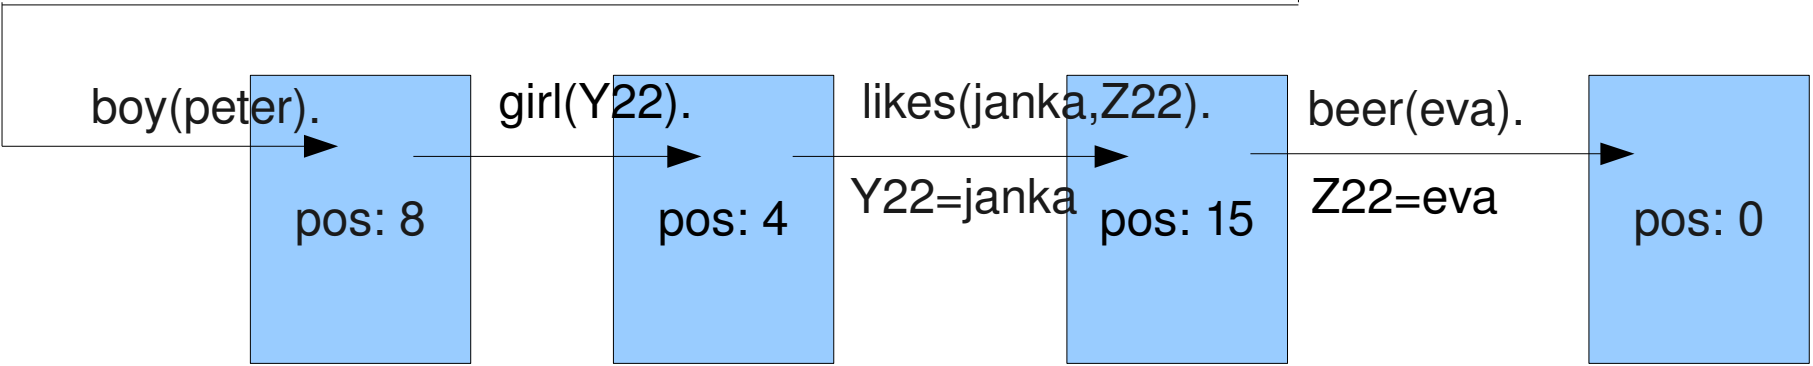 boy(peter).
girl(Y22).
likes(janka,Z22).
beer(eva).
Y22=janka
Z22=eva
pos: 8
pos: 4
pos: 15
pos: 0